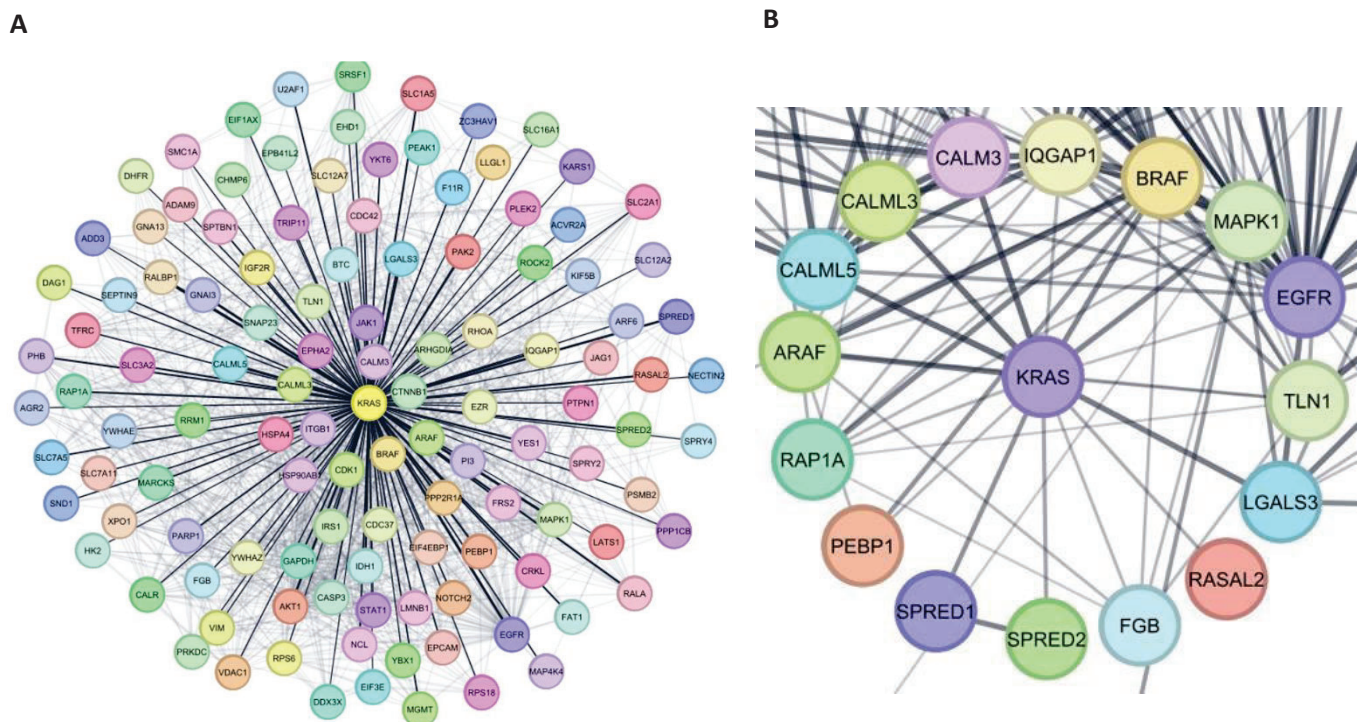 A
B
SRSF1
U2AF1
SLC1A5
ZC3HAV1
EIF1AX
EHD1
SLC16A1
SMC1A
EPB41L2
YKT6
PEAK1
LLGL1
DHFR
CHMP6
SLC12A7
F11R
KARS1
ADAM9
SLC2A1
GNA13
SPTBN1
TRIP11
CDC42
PLEK2
ACVR2A
ADD3
RALBP1
IGF2R
BTC
LGALS3
PAK2
ROCK2
SLC12A2
DAG1
SEPTIN9
GNAI3
KIF5B
TLN1
TFRC
SNAP23
JAK1
RHOA
ARF6
SPRED1
PHB
SLC3A2
CALML5
EPHA2
CALM3
ARHGDIA
IQGAP1
JAG1
RAP1A
CALML3
CTNNB1
RASAL2
NECTIN2
AGR2
RRM1
KRAS
EZR
PTPN1
YWHAE
HSPA4
ITGB1
ARAF
SPRED2
SPRY4
SLC7A5
SLC7A11
BRAF
YES1
MARCKS
HSP90AB1
CDK1
PI3
SPRY2
SND1
PSMB2
XPO1
PPP2R1A
FRS2
PPP1CB
HK2
PARP1
IRS1
CDC37
MAPK1
LATS1
YWHAZ
GAPDH
IDH1
EIF4EBP1
PEBP1
CRKL
CALR
FGB
CASP3
NOTCH2
RALA
AKT1
STAT1
LMNB1
FAT1
VIM
EGFR
PRKDC
RPS6
NCL
YBX1
EPCAM
MAP4K4
VDAC1
EIF3E
RPS18
DDX3X
MGMT
CALM3
IQGAP1
BRAF
CALML3
MAPK1
CALML5
EGFR
ARAF
KRAS
TLN1
RAP1A
LGALS3
PEBP1
RASAL2
SPRED1
SPRED2
FGB